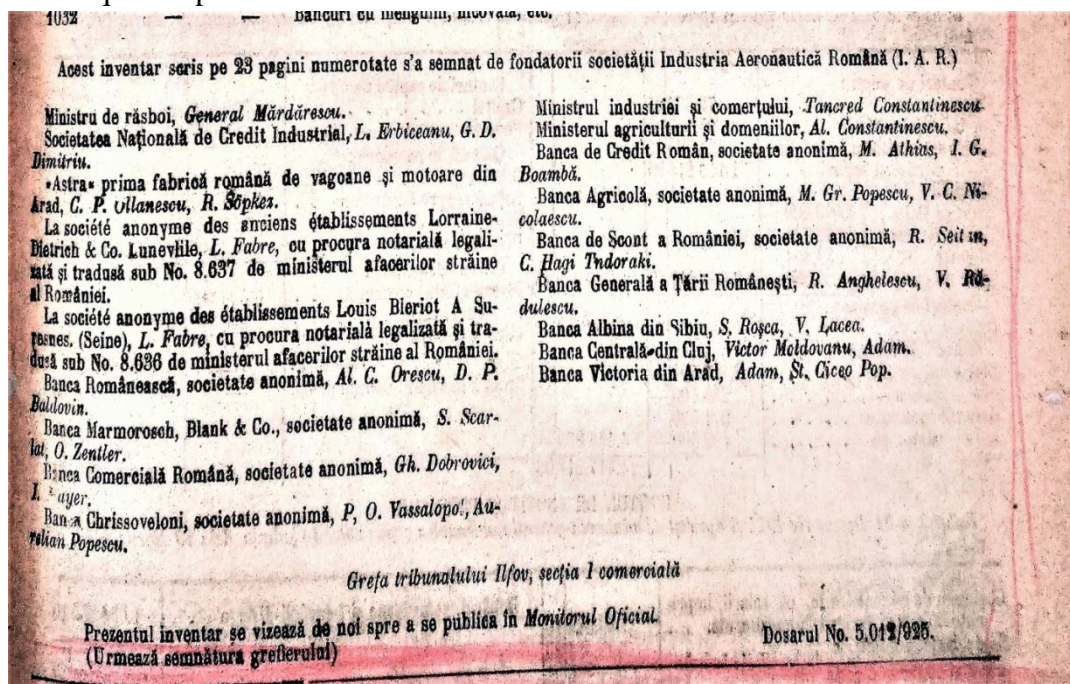 1032 — — Bancuri cu menghini, nicovala, etc.
Acest inventar scris pe 23 pagini numerotate s'a semnat de fondatorii societății Industria Aeronautică Română (I. A. R.)
Ministru de răsboi, General Mărdărescu.
Societatea Națională de Credit Industrial, L. Erbiceanu, G. D.
Dimitriu.
«Astra» prima fabrică română de vagoane și motoare din
Arad, C. P. Ollanescu, R. Sòpkez.
La société anonyme des anciens établissements Lorraine-
Dietrich & Co. Lunevhile, L. Fabre, cu procura notarială legali-
zată și tradusă sub No. 8.637 de ministerul afacerilor străine
al României.
La société anonyme des établissements Louis Bleriot A Su-
resnes. (Seine), L. Fabre, cu procura notarială legalizată și tra-
dusă sub No. 8.636 de ministerul afacerilor străine al României.
Banca Românească, societate anonimă, Al. C. Orescu, D. P.
Baldovin.
Banca Marmorosch, Blank & Co., societate anonimă, S. Scar-
lat, O. Zentler.
Banca Comercială Română, societate anonimă, Gh. Dobrovici,
I.
Banca Chrissoveloni, societate anonimă, P, O. Vassalopol, Au-
relian Popescu.
Ministrul industriei și comerțului, Tancred Constantinescu
Ministerul agriculturii și domeniilor, Al. Constantinescu.
Banca de Credit Român, societate anonimă, M. Athias, I. G.
Boambă.
Banca Agricolă, societate anonimă, M. Gr. Popescu, V. C. Ni-
colaescu.
Banca de Scont a României, societate anonimă, R.
C. Hagi Tndoraki.
Banca Generală a Țării Românești, R. Anghelescu, V. Ră-
dulescu.
Banca Albina din Sibiu, S. Roșca, V. Lacea.
Banca Centrală din Cluj, Victor Moldovanu, Adam.
Banca Victoria din Arad, Adam, Șt. Ciceo Pop.
Grefa tribunalului Ilfov, secția I comercială
Prezentul inventar se vizează de noi spre a se publica în Monitorul Oficial.
(Urmează semnătura grefierului)
Dosarul No. 5.012/925.